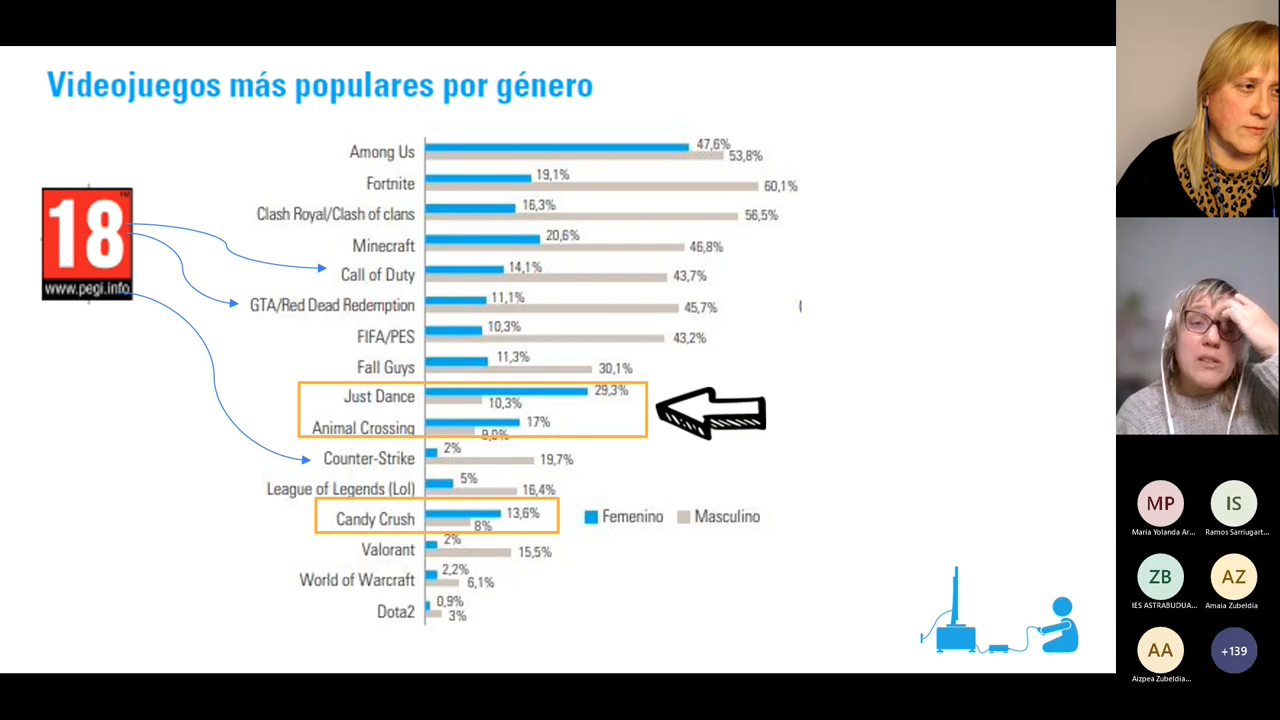 Videojuegos más populares por género
18
TM
www.pegi.info
Among Us 47,6% 53,8%
Fortnite 19,1% 60,1%
Clash Royal/Clash of clans 16,3% 56,5%
Minecraft 20,6% 46,8%
Call of Duty 14,1% 43,7%
GTA/Red Dead Redemption 11,1% 45,7%
FIFA/PES 10,3% 43,2%
Fall Guys 11,3% 30,1%
Just Dance 29,3% 10,3%
Animal Crossing 17%
Counter-Strike 2% 19,7%
League of Legends (Lol) 5% 16,4%
Candy Crush 13,6% 8%
Femenino Masculino
Valorant 2% 15,5%
World of Warcraft 2,2% 6,1%
Dota2 0,9% 3%
MP
Maria Yolanda Ar...
IS
Ramos Sarriugart...
ZB
IES ASTRABUDUA...
AZ
Amaia Zubeldia
AA
Aizpea Zubeldia...
+139